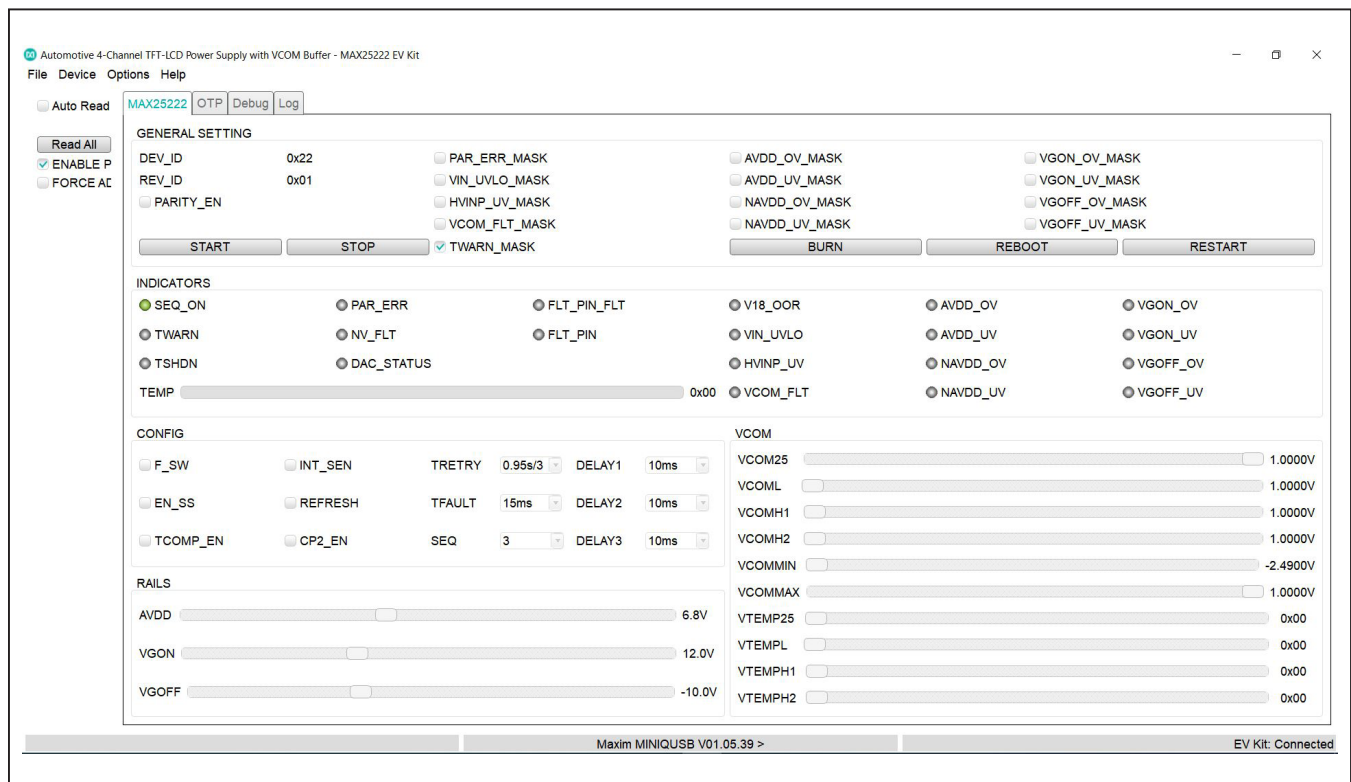 Automotive 4-Channel TFT-LCD Power Supply with VCOM Buffer - MAX25222 EV Kit
File Device Options Help
Auto Read
MAX25222 OTP Debug Log
Read All
ENABLE P
FORCE AD
GENERAL SETTING
DEV_ID 0x22 PAR_ERR_MASK AVDD_OV_MASK VGON_OV_MASK
REV_ID 0x01 VIN_UVLO_MASK AVDD_UV_MASK VGON_UV_MASK
PARITY_EN HVINP_UV_MASK NAVDD_OV_MASK VGOFF_OV_MASK
VCOM_FLT_MASK NAVDD_UV_MASK VGOFF_UV_MASK
START STOP TWARN_MASK BURN REBOOT RESTART
INDICATORS
SEQ_ON PAR_ERR FLT_PIN_FLT V18_OOR AVDD_OV VGON_OV
TWARN NV_FLT FLT_PIN VIN_UVLO AVDD_UV VGON_UV
TSHDN DAC_STATUS HVINP_UV NAVDD_OV VGOFF_OV
TEMP 0x00 VCOM_FLT NAVDD_UV VGOFF_UV
CONFIG
F_SW INT_SEN TRETRY 0.95s/3 DELAY1 10ms
EN_SS REFRESH TFAULT 15ms DELAY2 10ms
TCOMP_EN CP2_EN SEQ 3 DELAY3 10ms
RAILS
AVDD 6.8V
VGON 12.0V
VGOFF -10.0V
VCOM
VCOM25 1.0000V
VCOML 1.0000V
VCOMH1 1.0000V
VCOMH2 1.0000V
VCOMMIN -2.4900V
VCOMMAX 1.0000V
VTEMP25 0x00
VTEMPL 0x00
VTEMPH1 0x00
VTEMPH2 0x00
Maxim MINIQUSB V01.05.39 > EV Kit: Connected